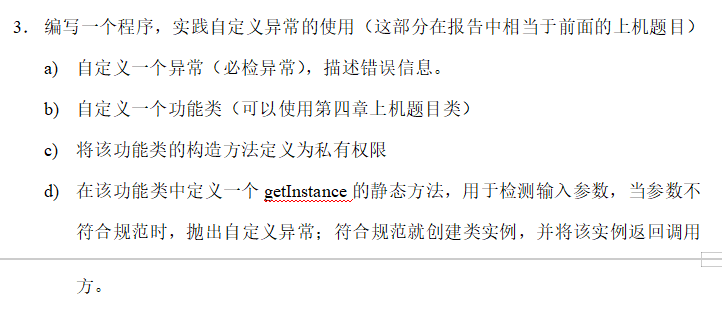 3. 编写一个程序，实践自定义异常的使用（这部分在报告中相当于前面的上机题目）
a) 自定义一个异常（必检异常），描述错误信息。
b) 自定义一个功能类（可以使用第四章上机题目类）
c) 将该功能类的构造方法定义为私有权限
d) 在该功能类中定义一个 getInstance 的静态方法，用于检测输入参数，当参数不
符合规范时，抛出自定义异常；符合规范就创建类实例，并将该实例返回调用
方。